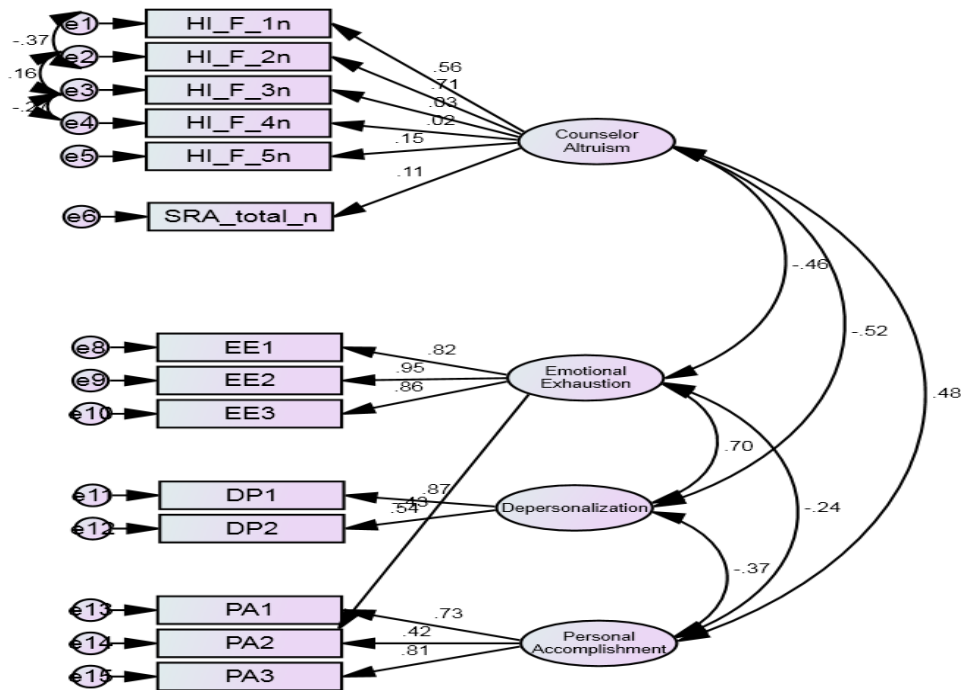 e1 HI_F_1n
-.37
e2 HI_F_2n
.56
.16
.71
e3 HI_F_3n
.03
e4 HI_F_4n
.02
Counselor
Altruism
e5 HI_F_5n
.15
.11
e6 SRA_total_n
-.46
-.52
e8 EE1
.82
e9 EE2
.95
Emotional
Exhaustion
.86
e10 EE3
.48
.70
e11 DP1
.87
Depersonalization
-.24
.54
e12 DP2
-.37
e13 PA1
.73
e14 PA2
.42
Personal
Accomplishment
.81
e15 PA3